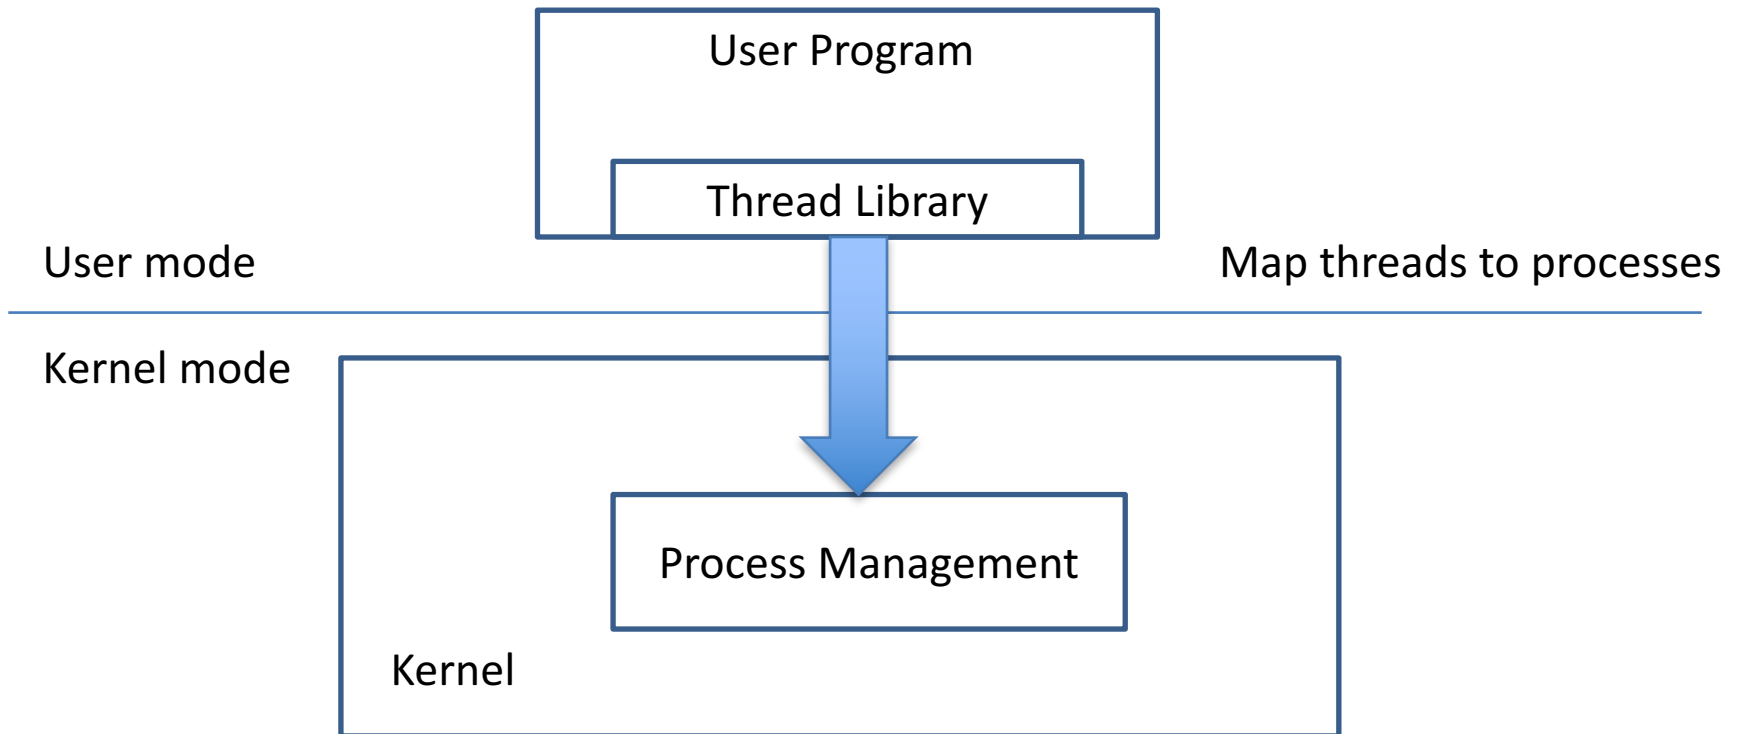 User Program
Thread Library
User mode
Map threads to processes
Kernel mode
Process Management
Kernel